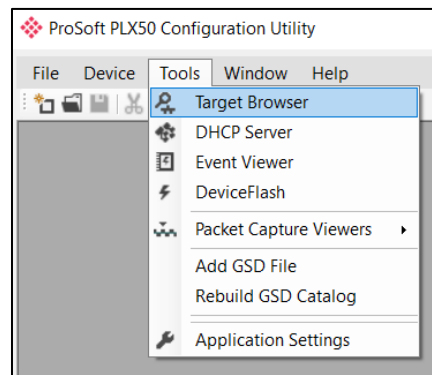 ProSoft PLX50 Configuration Utility
File Device Tools Window Help
Target Browser
DHCP Server
Event Viewer
DeviceFlash
Packet Capture Viewers
Add GSD File
Rebuild GSD Catalog
Application Settings